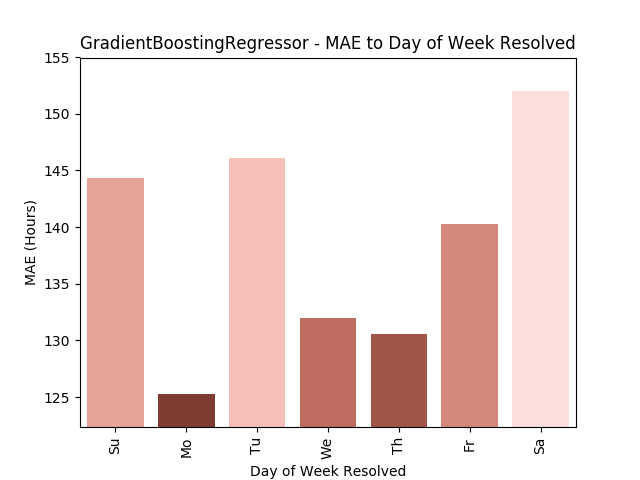 GradientBoostingRegressor - MAE to Day of Week Resolved
155
150
145
140
135
130
125
MAE (Hours)
Su
Mo
Tu
We
Th
Fr
Sa
Day of Week Resolved